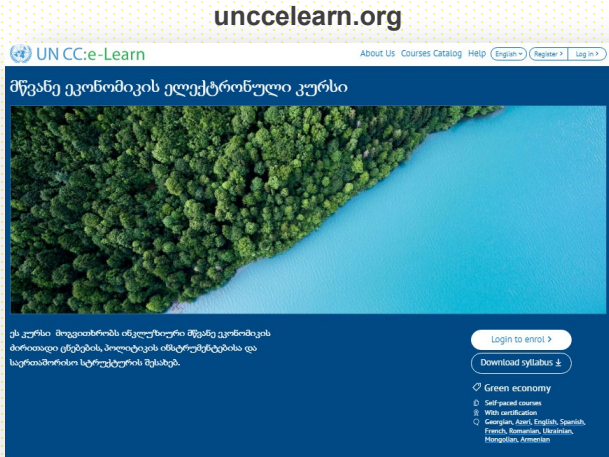 unccelearn.org
UN CC:e-Learn
About Us Courses Catalog Help English Register > Log in >
მწვანე ეკონომიკის ელექტრონული კურსი
ეს კურსი მოგვითხრობს ინკლუზიური მწვანე ეკონომიკის
ძირითადი ცნებების, პოლიტიკის ინსტრუმენტებისა და
საერთაშორისო სტრუქტურის შესახებ.
Login to enrol >
Download syllabus
Green economy
Self-paced courses
With certification
Georgian, Azeri, English, Spanish,
French, Romanian, Ukrainian,
Mongolian, Armenian